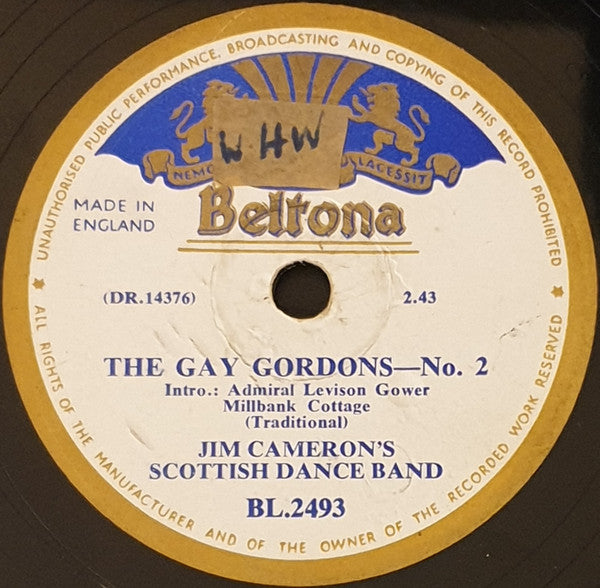 UNAUTHORISED PUBLIC PERFORMANCE, BROADCASTING AND COPYING OF THIS RECORD PROHIBITED
W HW
NEMO LACESSIT
Beltona
MADE IN
ENGLAND
(DR.14376) 2.43
THE GAY GORDONS—No. 2
Intro.: Admiral Levison Gower
Millbank Cottage
(Traditional)
JIM CAMERON'S
SCOTTISH DANCE BAND
BL.2493
ALL RIGHTS OF THE MANUFACTURER AND OF THE OWNER OF THE RECORDED WORK RESERVED